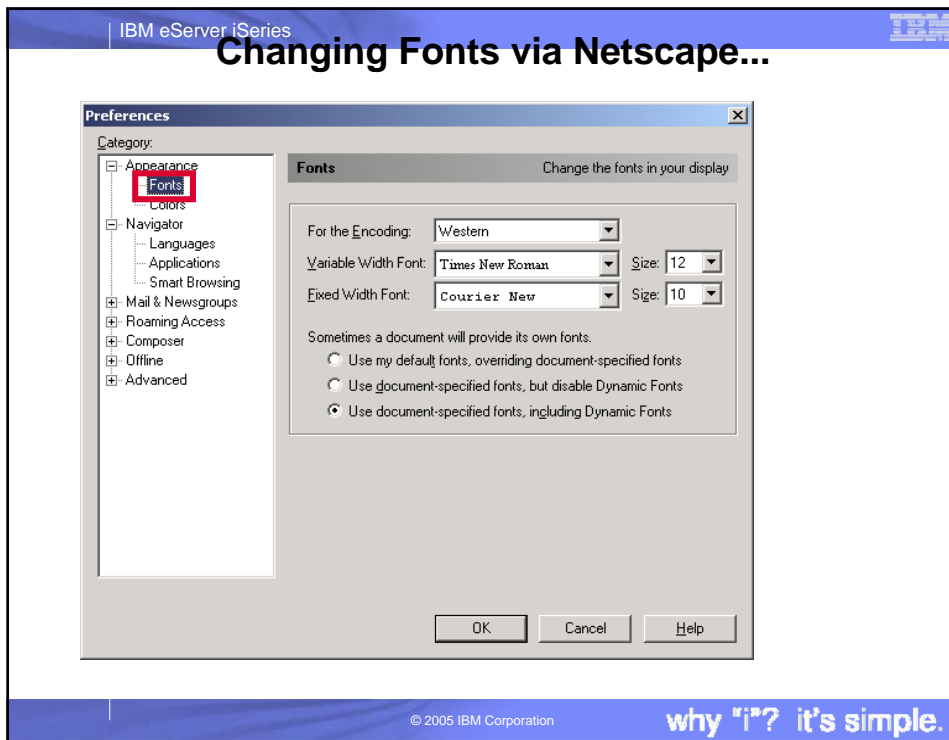 IBM eServer iSeries
IBM
Changing Fonts via Netscape...
Preferences
Category:
Appearance
Fonts
Colors
Navigator
Languages
Applications
Smart Browsing
Mail & Newsgroups
Roaming Access
Composer
Offline
Advanced
Fonts Change the fonts in your display
For the Encoding: Western
Variable Width Font: Times New Roman Size: 12
Fixed Width Font: Courier New Size: 10
Sometimes a document will provide its own fonts.
Use my default fonts, overriding document-specified fonts
Use document-specified fonts, but disable Dynamic Fonts
Use document-specified fonts, including Dynamic Fonts
OK Cancel Help
© 2005 IBM Corporation
why "i"? it's simple.